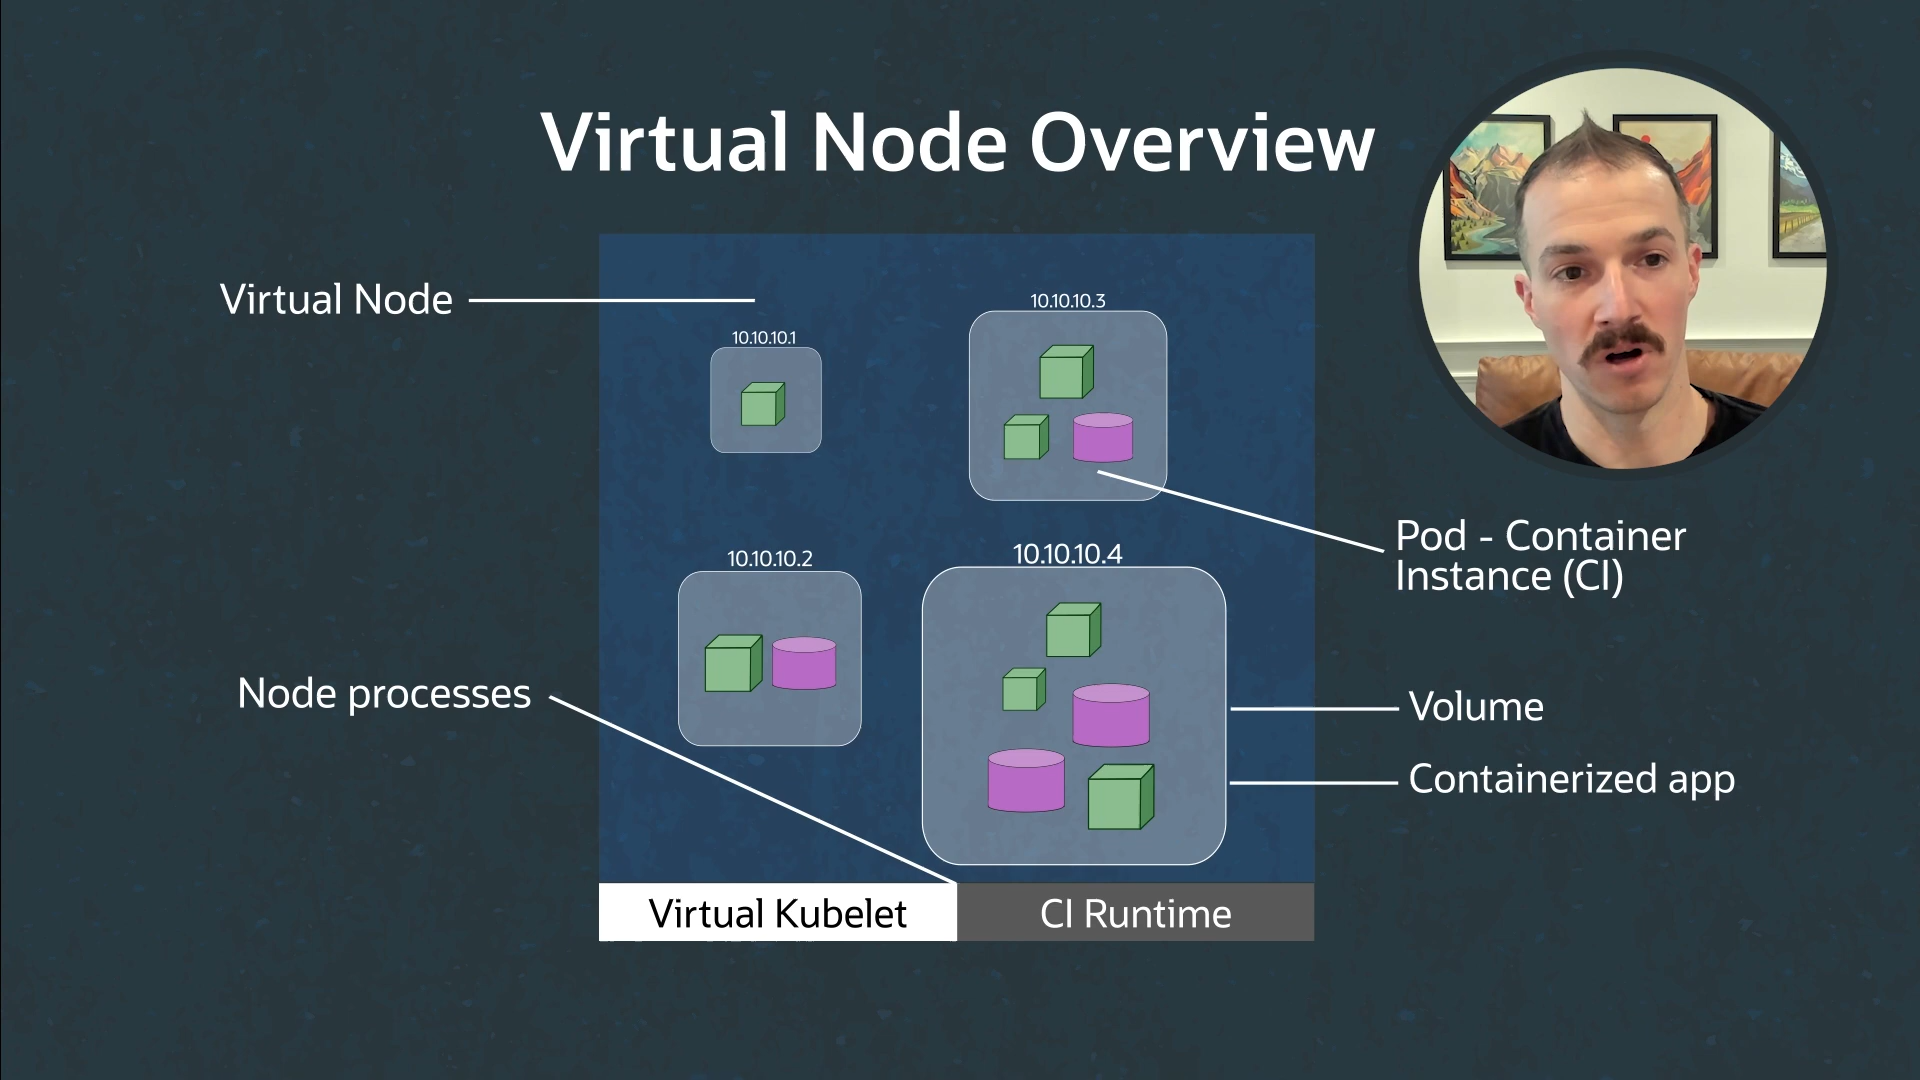 Virtual Node Overview
Virtual Node
10.10.10.1
10.10.10.3
Pod - Container
Instance (CI)
10.10.10.2
10.10.10.4
Node processes
Volume
Containerized app
Virtual Kubelet
CI Runtime